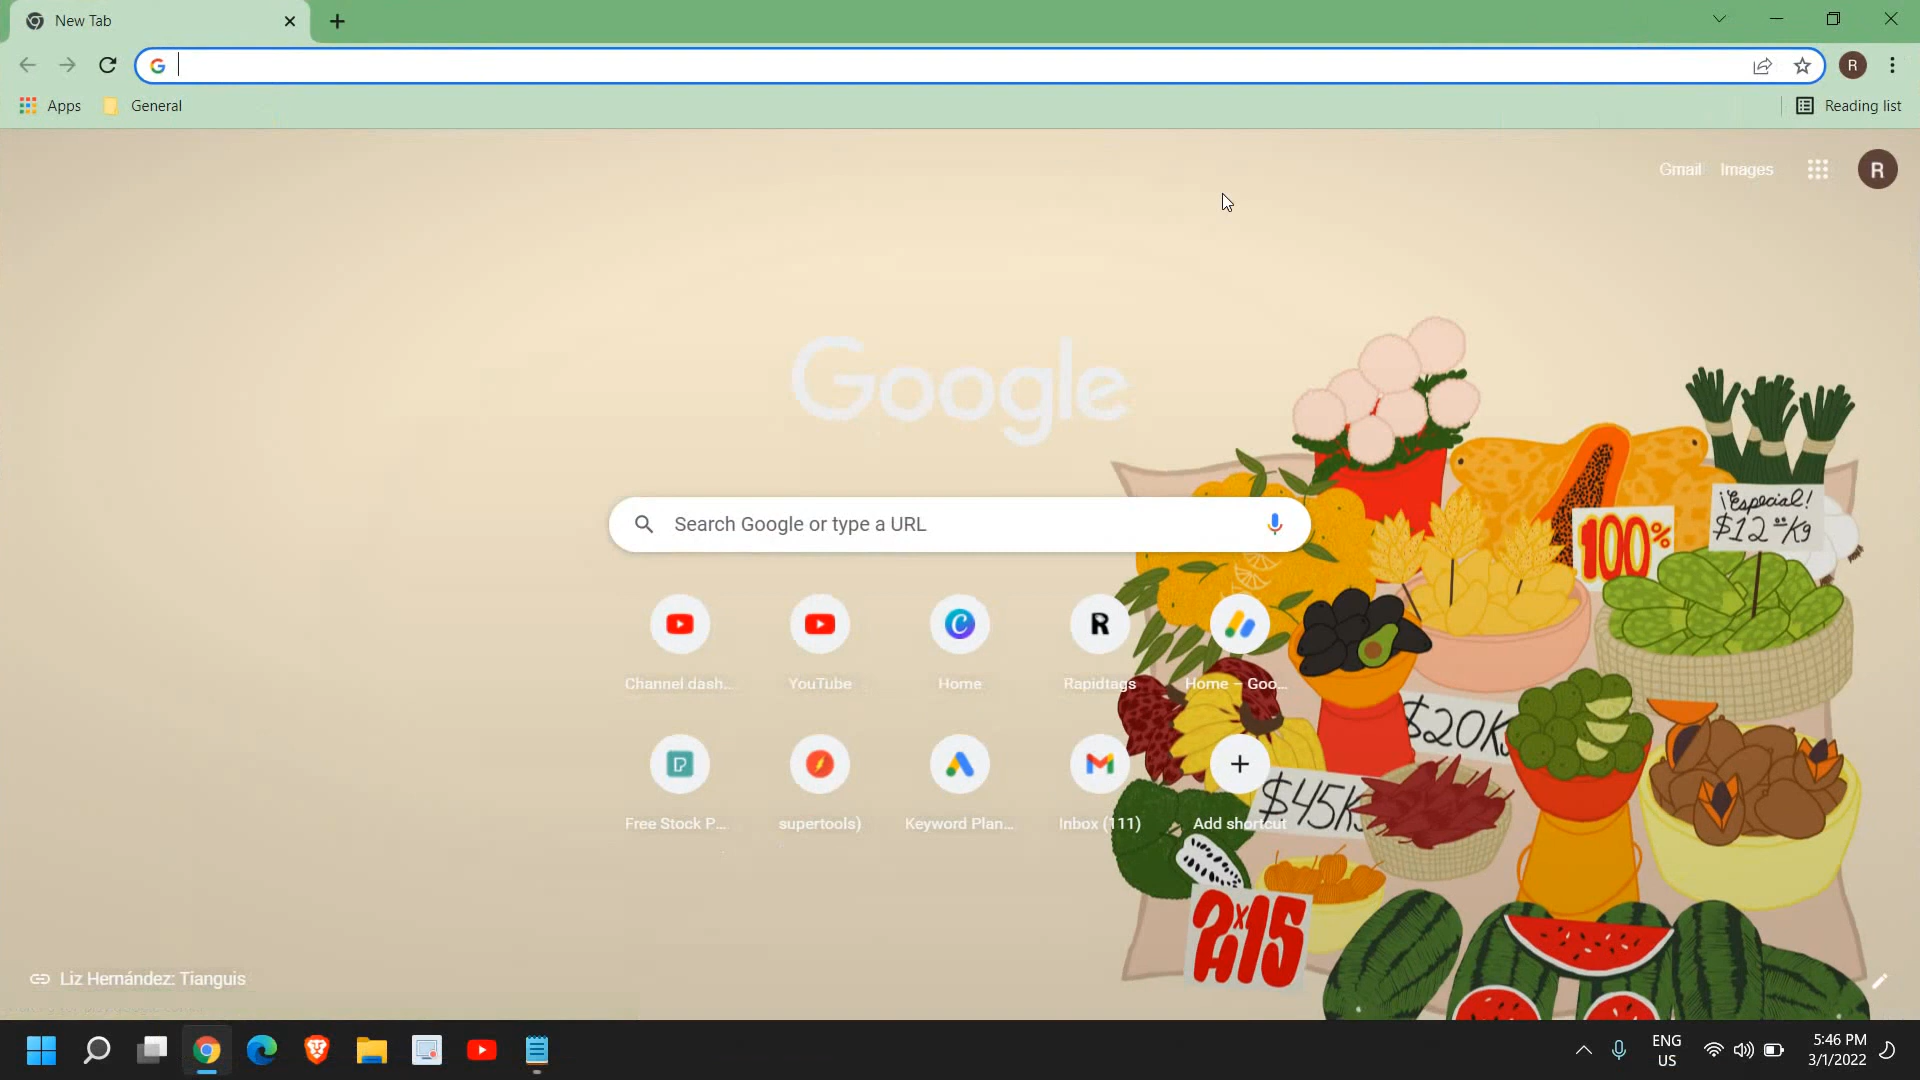 New Tab
Apps
General
Reading list
R
Gmail
Images
R
Google
Search Google or type a URL
¡Especial!
$12 ºº/Kg
100%
Channel dash...
YouTube
Home
Rapidtags
Home – Goo...
$20K
Free Stock P...
supertools)
Keyword Plan...
Inbox (111)
Add shortcut
$45K
2x15
Liz Hernández: Tianguis
ENG
US
5:46 PM
3/1/2022